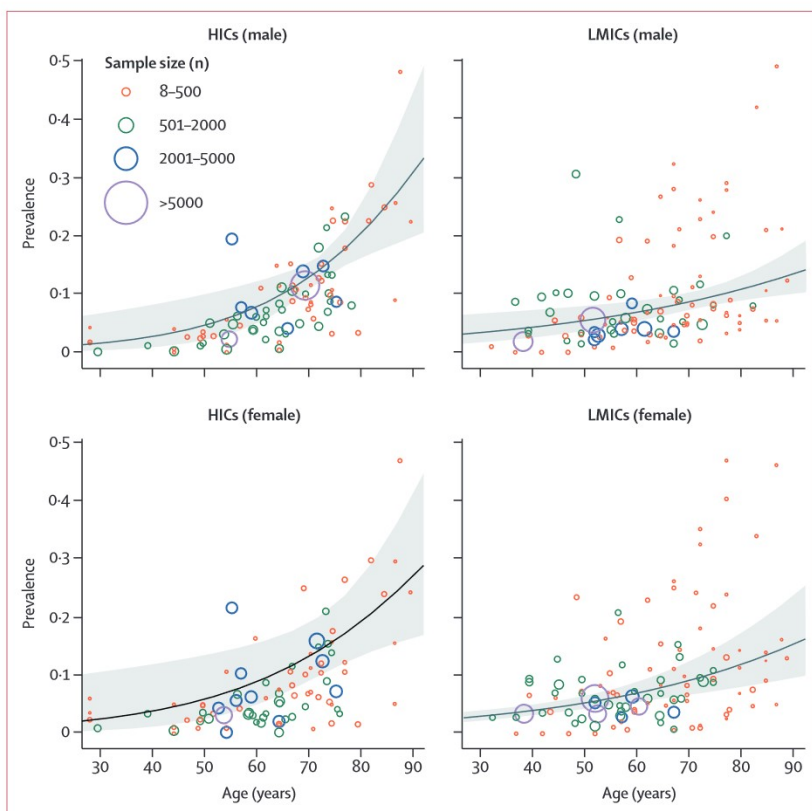 HICs (male)
LMICs (male)
0·5
0·4
0·3
0·2
0·1
0
Prevalence
Sample size (n)
8–500
501–2000
2001–5000
>5000
HICs (female)
LMICs (female)
0·5
0·4
0·3
0·2
0·1
0
Prevalence
30 40 50 60 70 80 90
30 40 50 60 70 80 90
Age (years)
Age (years)